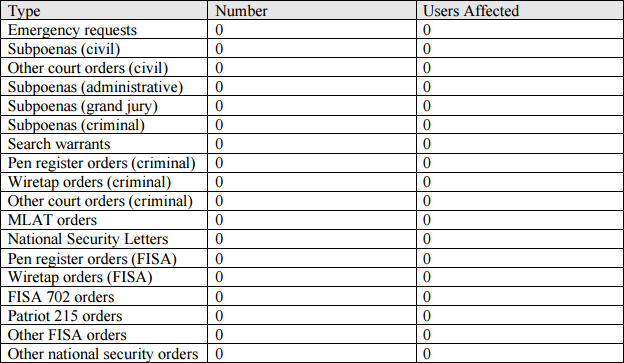 Type Number Users Affected
Emergency requests 0 0
Subpoenas (civil) 0 0
Other court orders (civil) 0 0
Subpoenas (administrative) 0 0
Subpoenas (grand jury) 0 0
Subpoenas (criminal) 0 0
Search warrants 0 0
Pen register orders (criminal) 0 0
Wiretap orders (criminal) 0 0
Other court orders (criminal) 0 0
MLAT orders 0 0
National Security Letters 0 0
Pen register orders (FISA) 0 0
Wiretap orders (FISA) 0 0
FISA 702 orders 0 0
Patriot 215 orders 0 0
Other FISA orders 0 0
Other national security orders 0 0